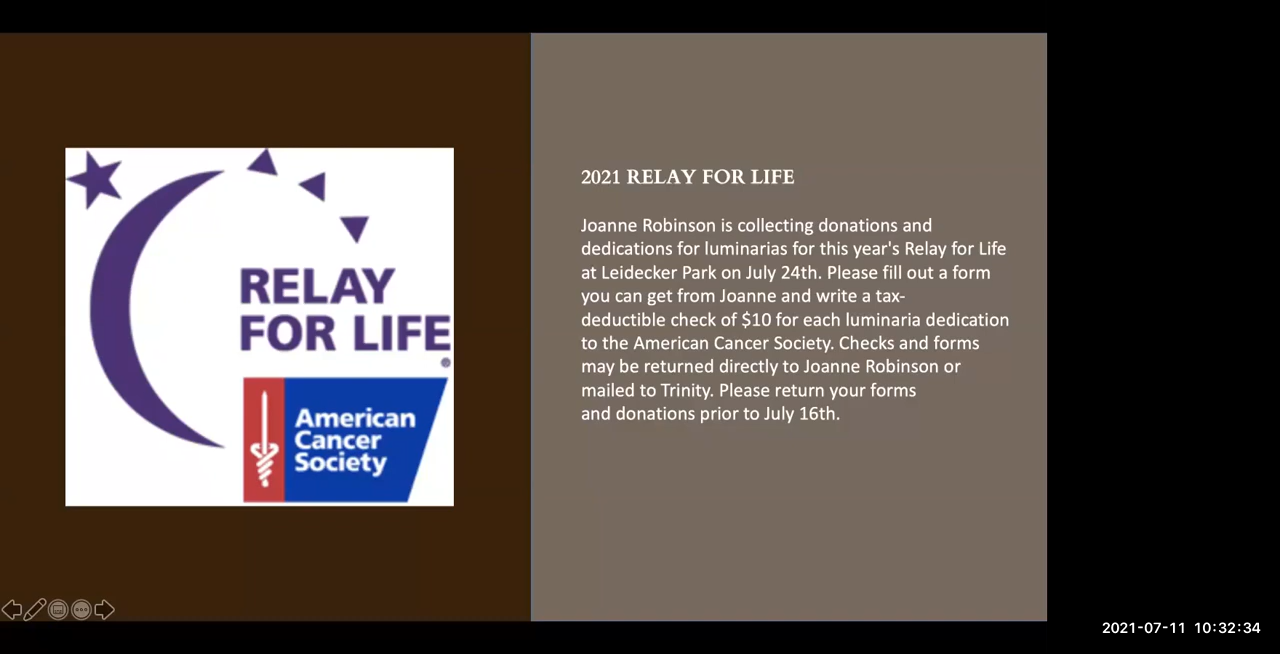 RELAY
FOR LIFE
®
American
Cancer
Society
2021 RELAY FOR LIFE
Joanne Robinson is collecting donations and
dedications for luminarias for this year's Relay for Life
at Leidecker Park on July 24th. Please fill out a form
you can get from Joanne and write a tax-
deductible check of $10 for each luminaria dedication
to the American Cancer Society. Checks and forms
may be returned directly to Joanne Robinson or
mailed to Trinity. Please return your forms
and donations prior to July 16th.
2021-07-11 10:32:34